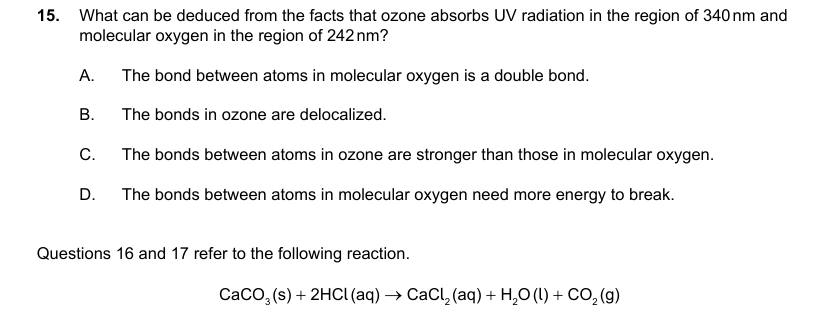 15. What can be deduced from the facts that ozone absorbs UV radiation in the region of 340 nm and
molecular oxygen in the region of 242 nm?
A. The bond between atoms in molecular oxygen is a double bond.
B. The bonds in ozone are delocalized.
C. The bonds between atoms in ozone are stronger than those in molecular oxygen.
D. The bonds between atoms in molecular oxygen need more energy to break.
Questions 16 and 17 refer to the following reaction.
CaCO₃(s) + 2HCl(aq) → CaCl₂(aq) + H₂O(l) + CO₂(g)